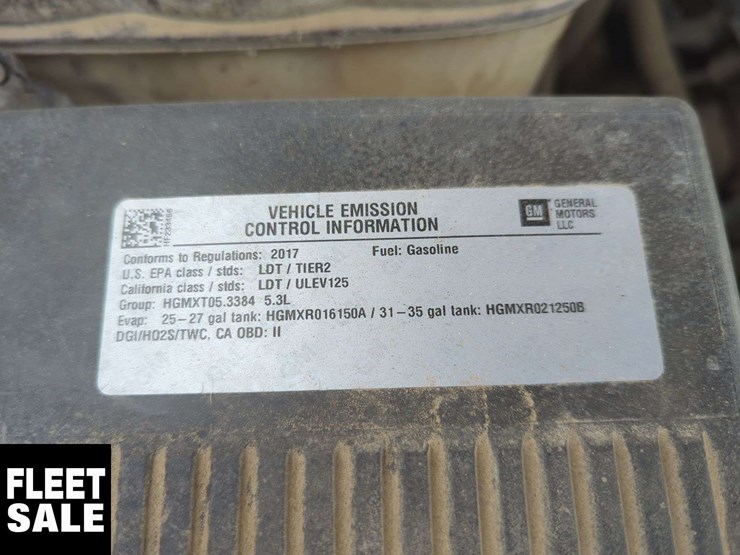 VEHICLE EMISSION
CONTROL INFORMATION
GM GENERAL
MOTORS
LLC
Conforms to Regulations: 2017 Fuel: Gasoline
U.S. EPA class / stds: LDT / TIER2
California class / stds: LDT / ULEV125
Group: HGMXT05.3384 5.3L
Evap: 25-27 gal tank: HGMXR016150A / 31-35 gal tank: HGMXR0212508
DGI/HO2S/TWC, CA OBD: II
FLEET
SALE